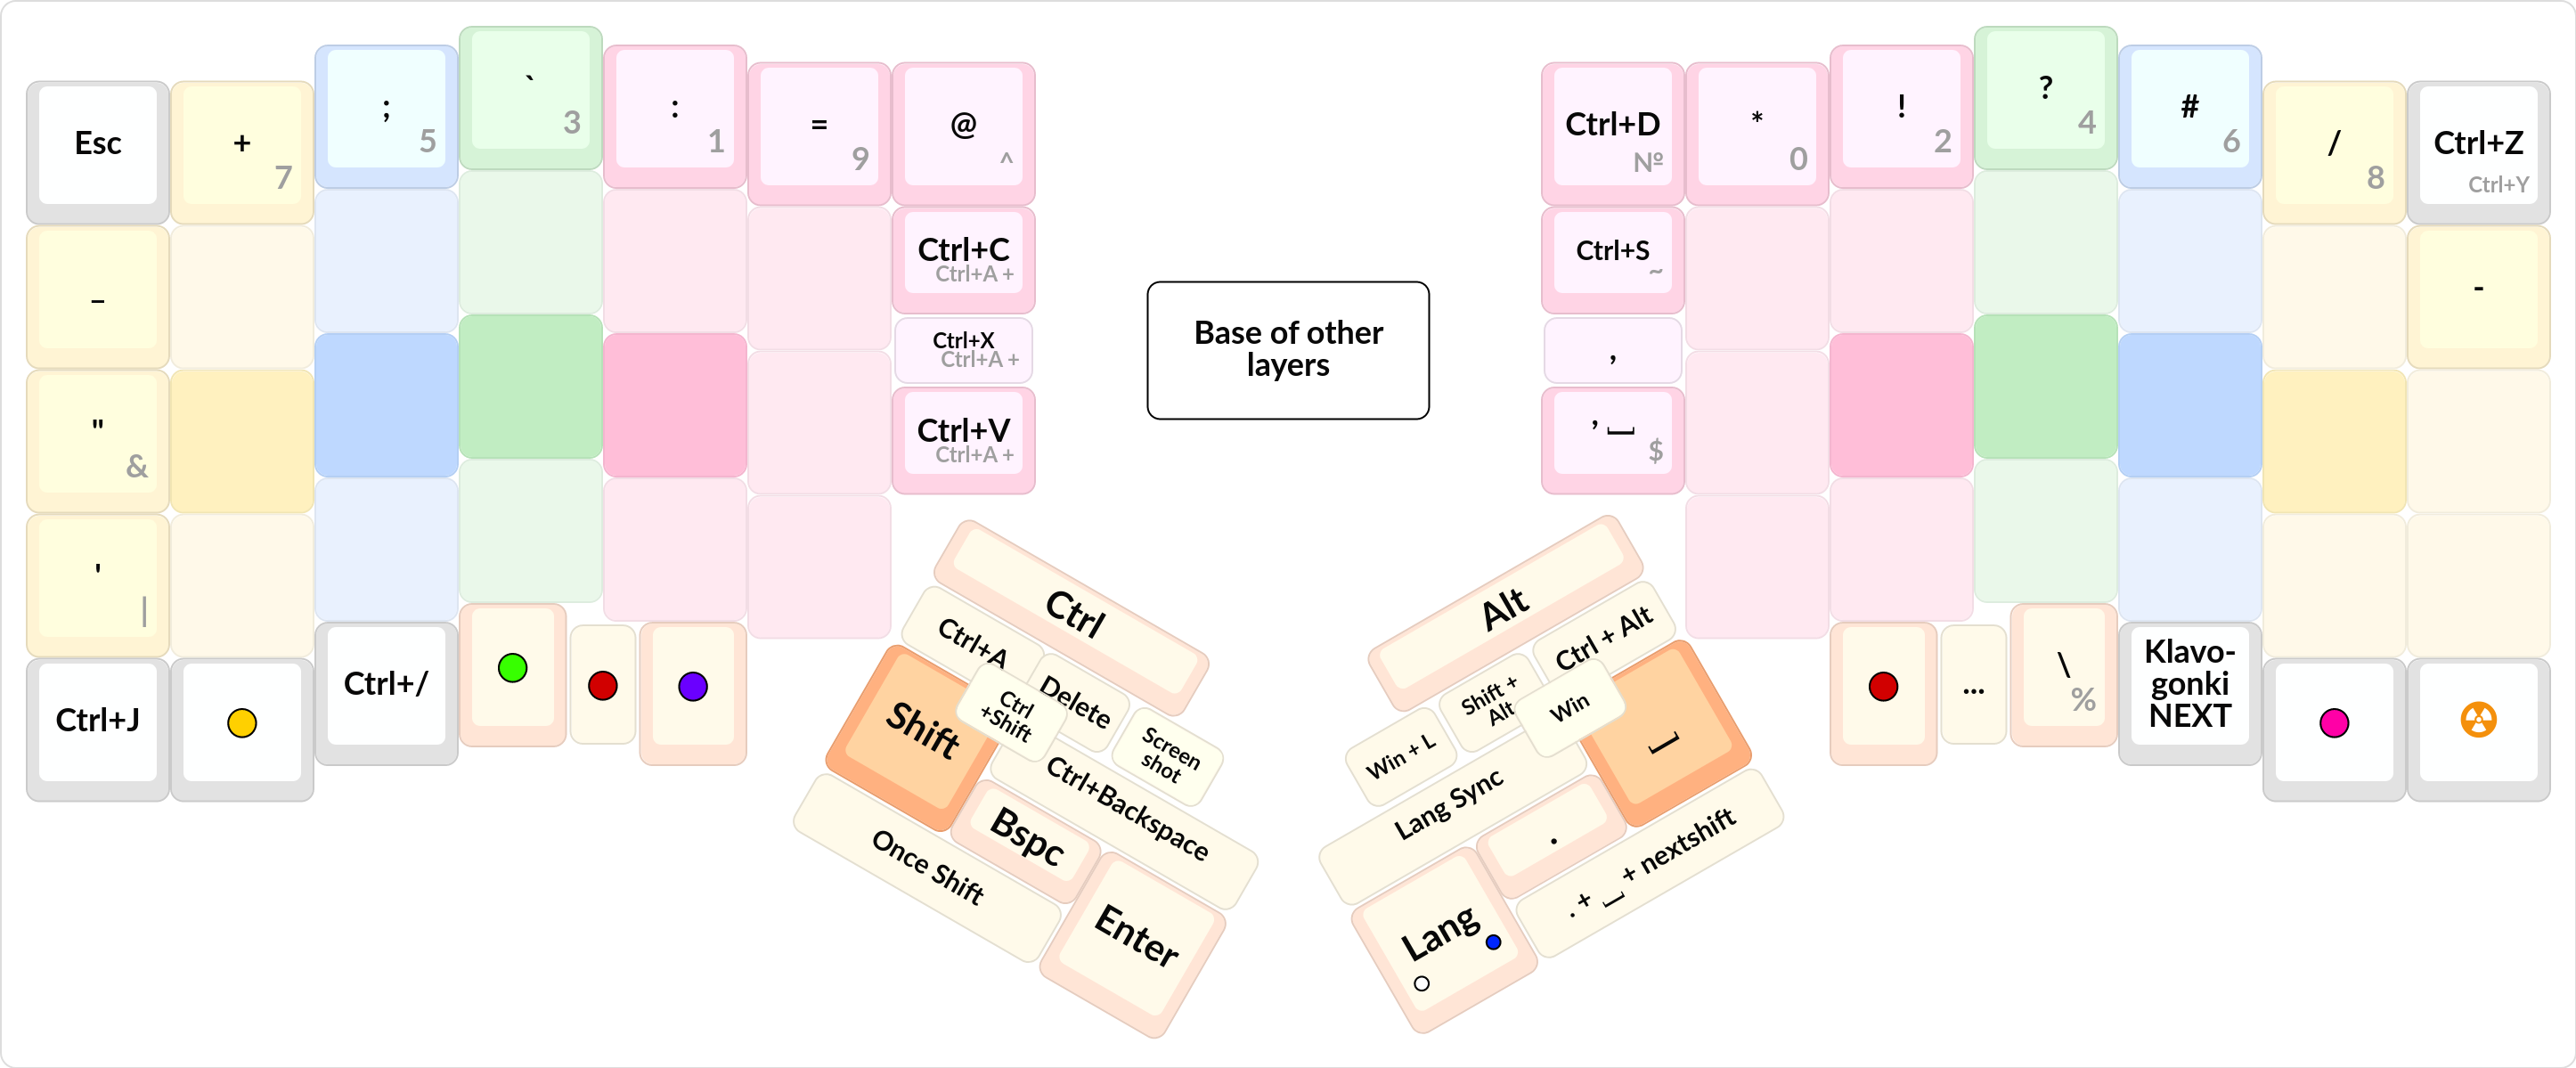 Esc
+
7
;
5
`
3
:
1
=
9
@
^
Ctrl+D
№
*
0
!
2
?
4
#
6
/
8
Ctrl+Z
Ctrl+Y
–
Ctrl+C
Ctrl+A +
Ctrl+S
~
-
Ctrl+X
Ctrl+A +
Base of other
layers
,
"
&
Ctrl+V
Ctrl+A +
, ⎵
$
'
|
Ctrl+J
Ctrl+/
Ctrl
Ctrl+A
Delete
Shift
Ctrl
+Shift
Screen
shot
Ctrl+Backspace
Bspc
Once Shift
Enter
Alt
Ctrl + Alt
Shift +
Alt
Win
Win + L
⎵
Lang Sync
.
. + ⎵ + nextshift
Lang
...
\
%
Klavo-
gonki
NEXT